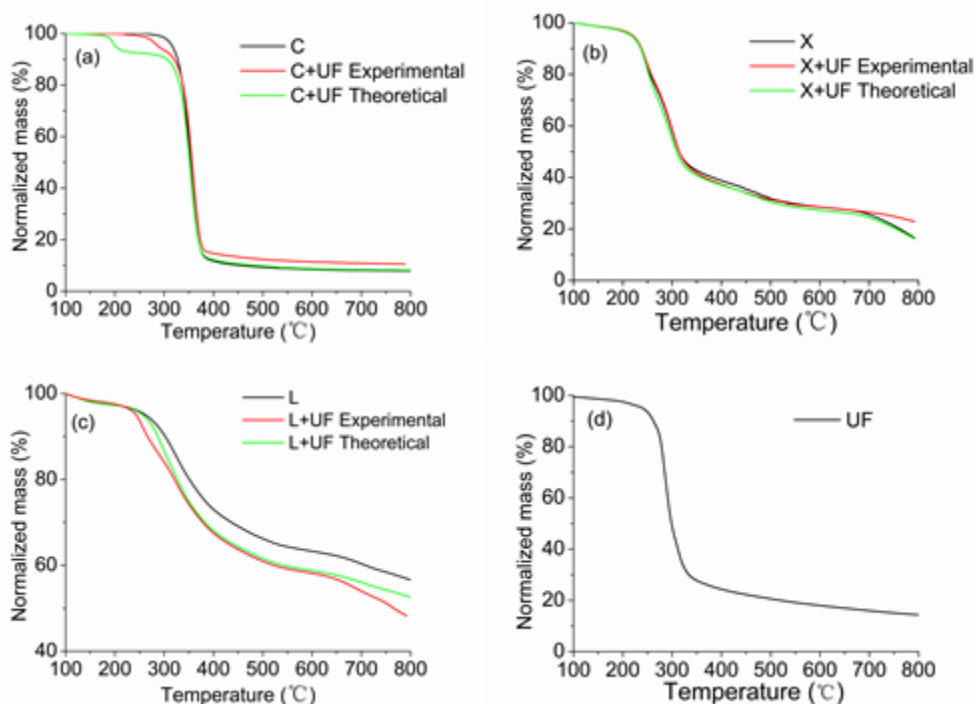 (a)
C
C+UF Experimental
C+UF Theoretical
Normalized mass (%)
100
80
60
40
20
0
100 200 300 400 500 600 700 800
Temperature (℃)
(b)
X
X+UF Experimental
X+UF Theoretical
Normalized mass (%)
100
80
60
40
20
0
100 200 300 400 500 600 700 800
Temperature (℃)
(c)
L
L+UF Experimental
L+UF Theoretical
Normalized mass (%)
100
80
60
40
100 200 300 400 500 600 700 800
Temperature (℃)
(d)
UF
Normalized mass (%)
100
80
60
40
20
0
100 200 300 400 500 600 700 800
Temperature (℃)